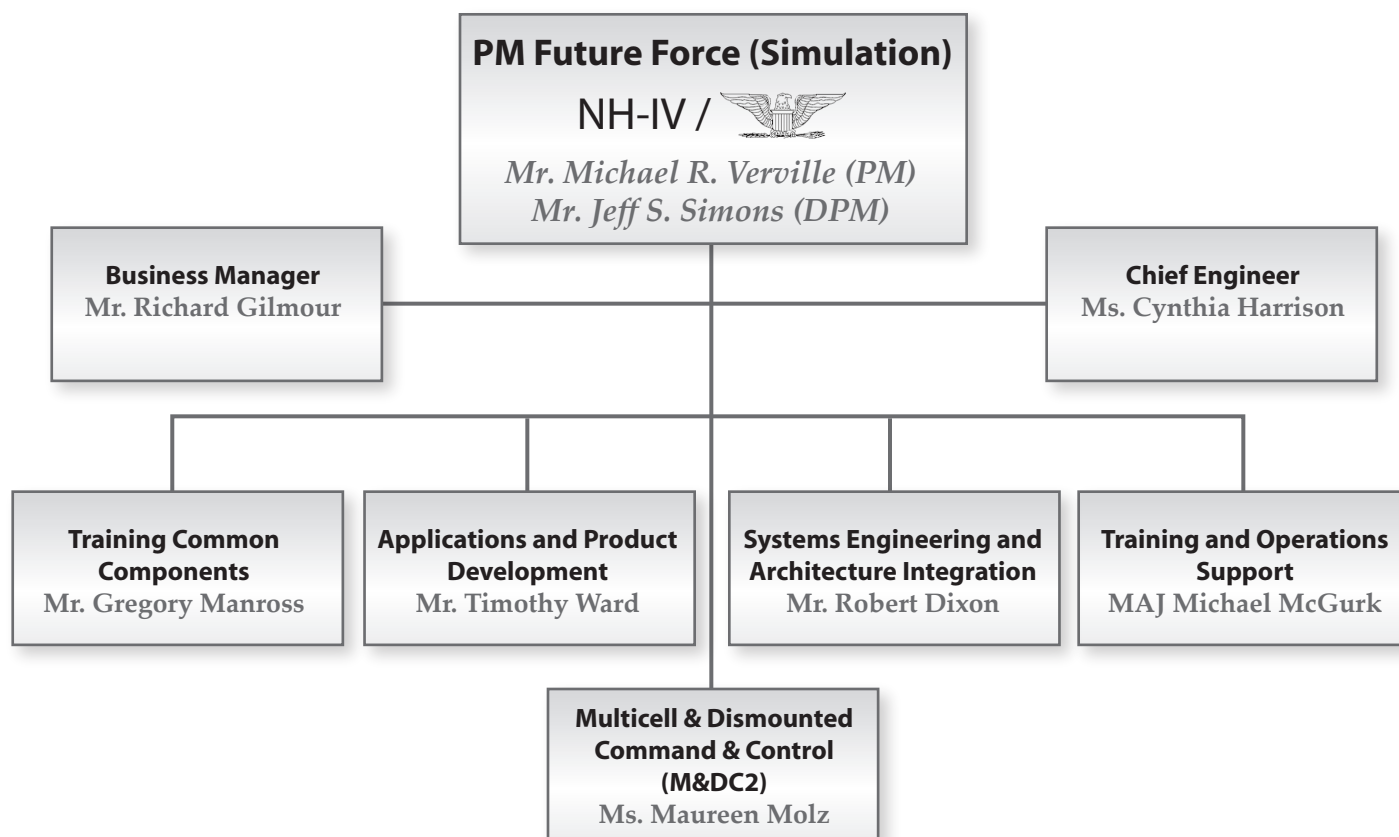 PM Future Force (Simulation)
NH-IV /
Mr. Michael R. Verville (PM)
Mr. Jeff S. Simons (DPM)
Business Manager
Mr. Richard Gilmour
Chief Engineer
Ms. Cynthia Harrison
Training Common
Components
Mr. Gregory Manross
Applications and Product
Development
Mr. Timothy Ward
Systems Engineering and
Architecture Integration
Mr. Robert Dixon
Training and Operations
Support
MAJ Michael McGurk
Multicell & Dismounted
Command & Control
(M&DC2)
Ms. Maureen Molz